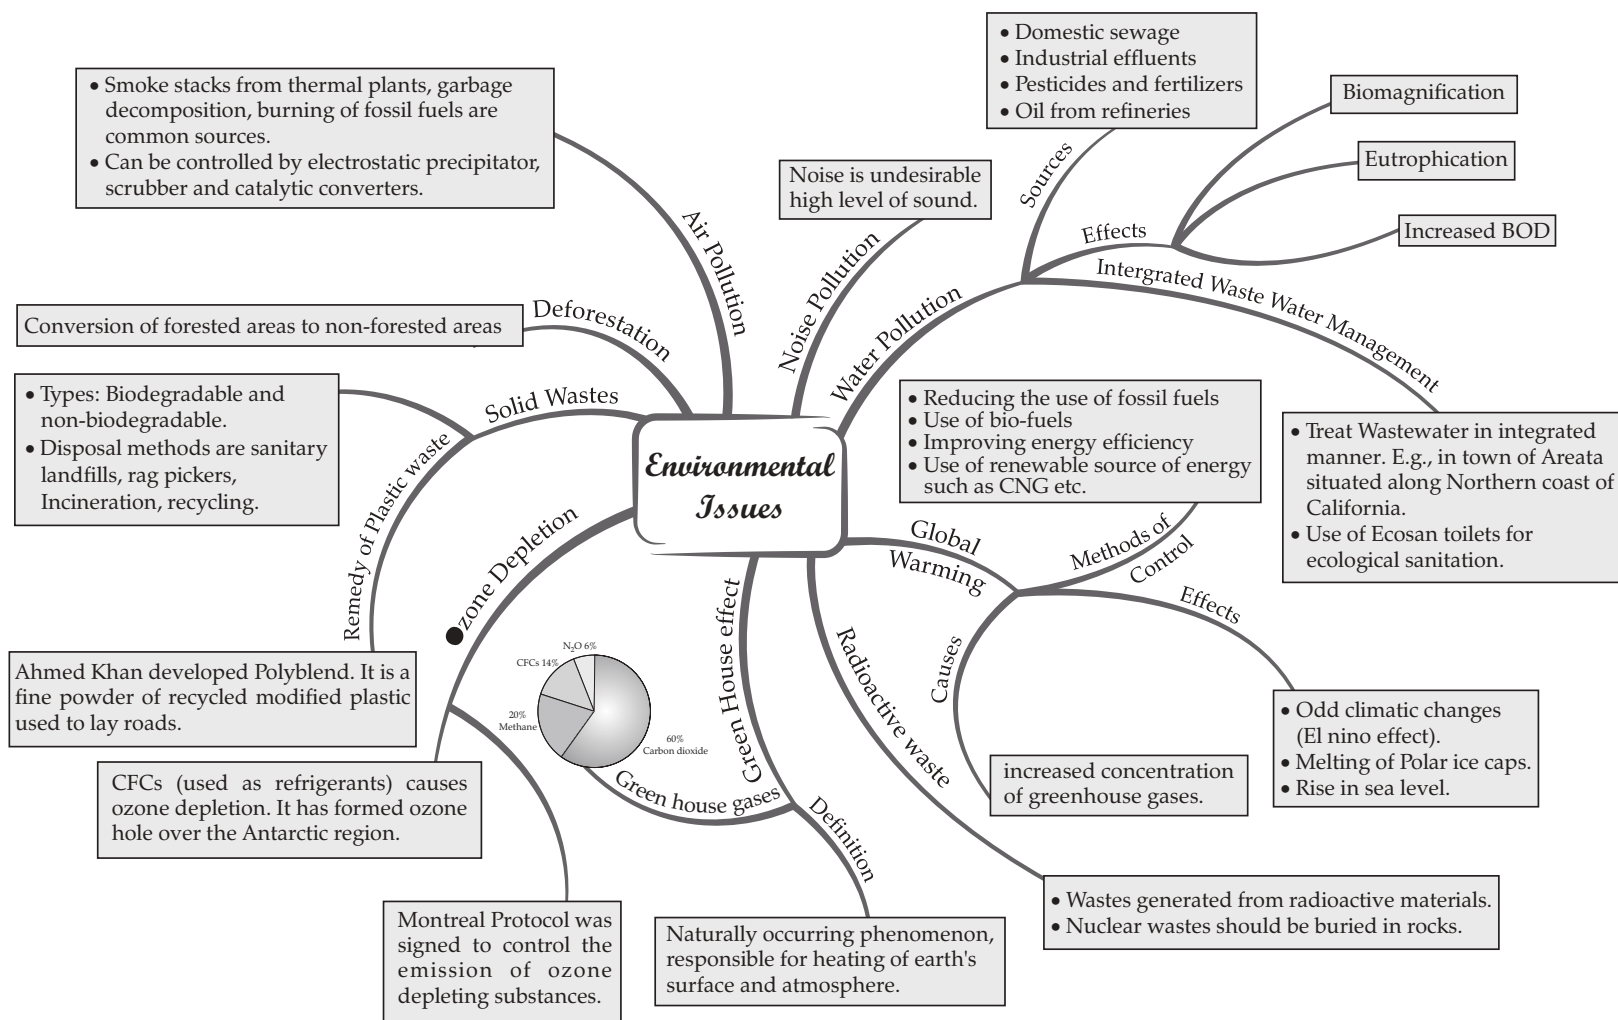 Environmental
Issues
Air Pollution
• Smoke stacks from thermal plants, garbage
decomposition, burning of fossil fuels are
common sources.
• Can be controlled by electrostatic precipitator,
scrubber and catalytic converters.
Noise Pollution
Noise is undesirable
high level of sound.
Water Pollution
Sources
• Domestic sewage
• Industrial effluents
• Pesticides and fertilizers
• Oil from refineries
Effects
Biomagnification
Eutrophication
Increased BOD
Intergrated Waste Water Management
• Treat Wastewater in integrated
manner. E.g., in town of Areata
situated along Northern coast of
California.
• Use of Ecosan toilets for
ecological sanitation.
Global
Warming
Methods of
Control
• Reducing the use of fossil fuels
• Use of bio-fuels
• Improving energy efficiency
• Use of renewable source of energy
such as CNG etc.
Effects
• Odd climatic changes
(El nino effect).
• Melting of Polar ice caps.
• Rise in sea level.
Causes
increased concentration
of greenhouse gases.
Radioactive waste
• Wastes generated from radioactive materials.
• Nuclear wastes should be buried in rocks.
Green House effect
Definition
Naturally occurring phenomenon,
responsible for heating of earth's
surface and atmosphere.
Green house gases
N₂O 6%
CFCs 14%
20%
Methane
60%
Carbon dioxide
zone Depletion
CFCs (used as refrigerants) causes
ozone depletion. It has formed ozone
hole over the Antarctic region.
Montreal Protocol was
signed to control the
emission of ozone
depleting substances.
Solid Wastes
• Types: Biodegradable and
non-biodegradable.
• Disposal methods are sanitary
landfills, rag pickers,
Incineration, recycling.
Remedy of Plastic waste
Ahmed Khan developed Polyblend. It is a
fine powder of recycled modified plastic
used to lay roads.
Deforestation
Conversion of forested areas to non-forested areas